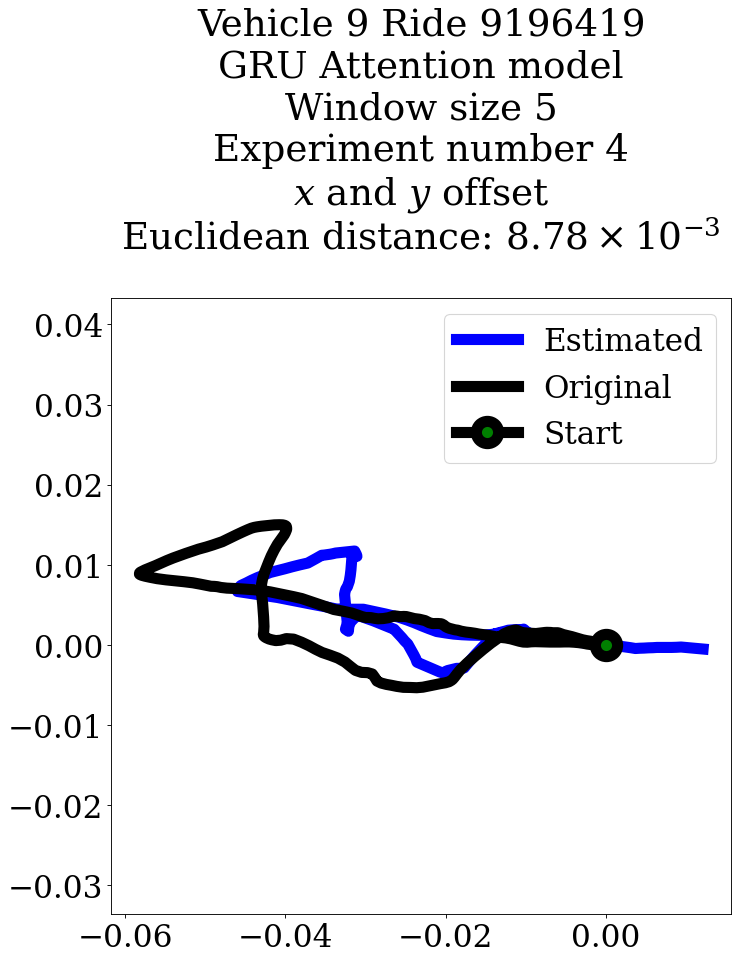 Vehicle 9 Ride 9196419
GRU Attention model
Window size 5
Experiment number 4
x and y offset
Euclidean distance: 8.78 × 10⁻³
Estimated
Original
Start
0.04
0.03
0.02
0.01
0.00
−0.01
−0.02
−0.03
−0.06 −0.04 −0.02 0.00